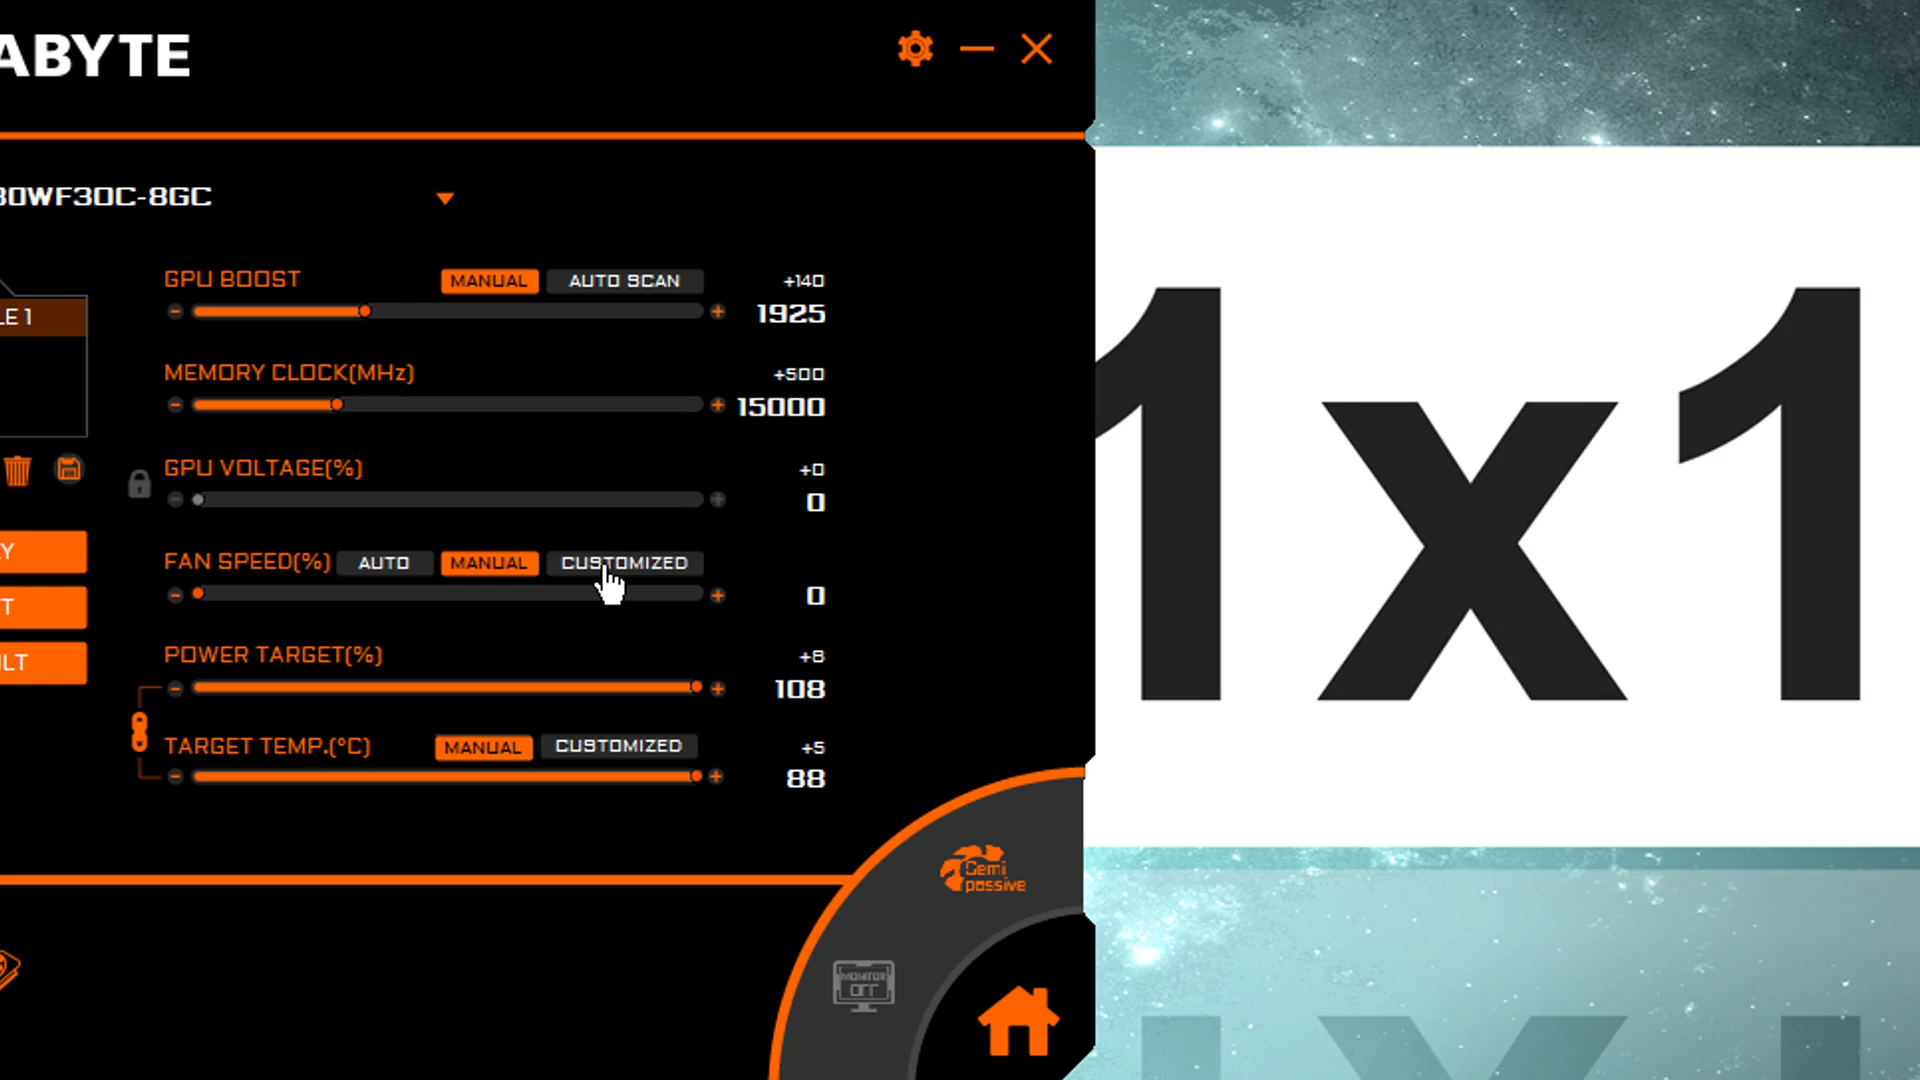 ABYTE
30WF3OC-8GC
GPU BOOST MANUAL AUTO SCAN +140
1925
LE 1
MEMORY CLOCK(MHz) +500
15000
GPU VOLTAGE(%) +0
0
Y
FAN SPEED(%) AUTO MANUAL CUSTOMIZED
0
T
POWER TARGET(%) +8
108
LT
TARGET TEMP.(°C) MANUAL CUSTOMIZED +5
88
Semi
passive
MONITOR
OFF
1x1